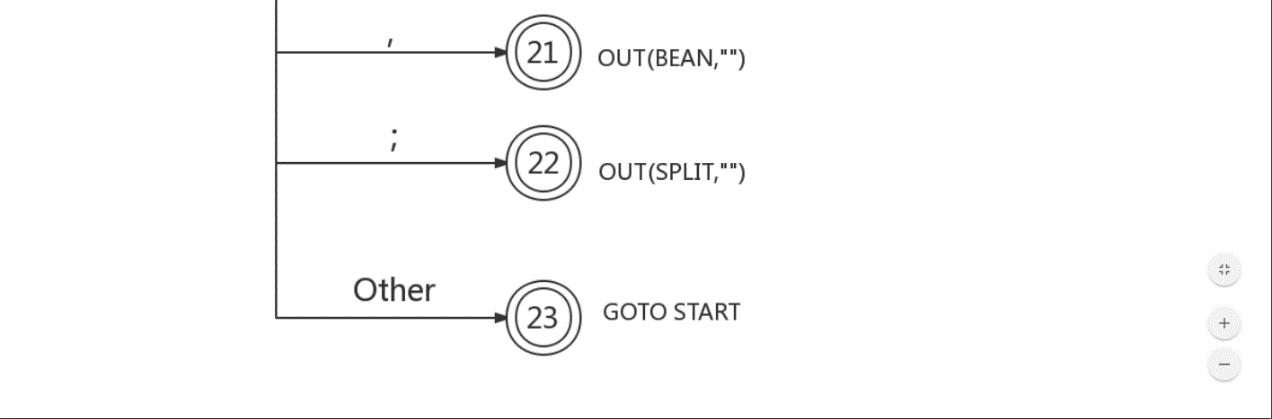 ,
21 OUT(BEAN,"")
;
22 OUT(SPLIT,"")
Other
23 GOTO START
+
−